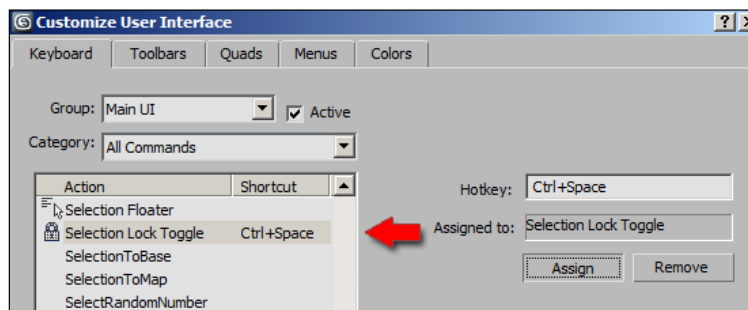 Customize User Interface
Keyboard Toolbars Quads Menus Colors
Group: Main UI Active
Category: All Commands
Action Shortcut
Selection Floater
Selection Lock Toggle Ctrl+Space
SelectionToBase
SelectionToMap
SelectRandomNumber
Hotkey: Ctrl+Space
Assigned to: Selection Lock Toggle
Assign Remove